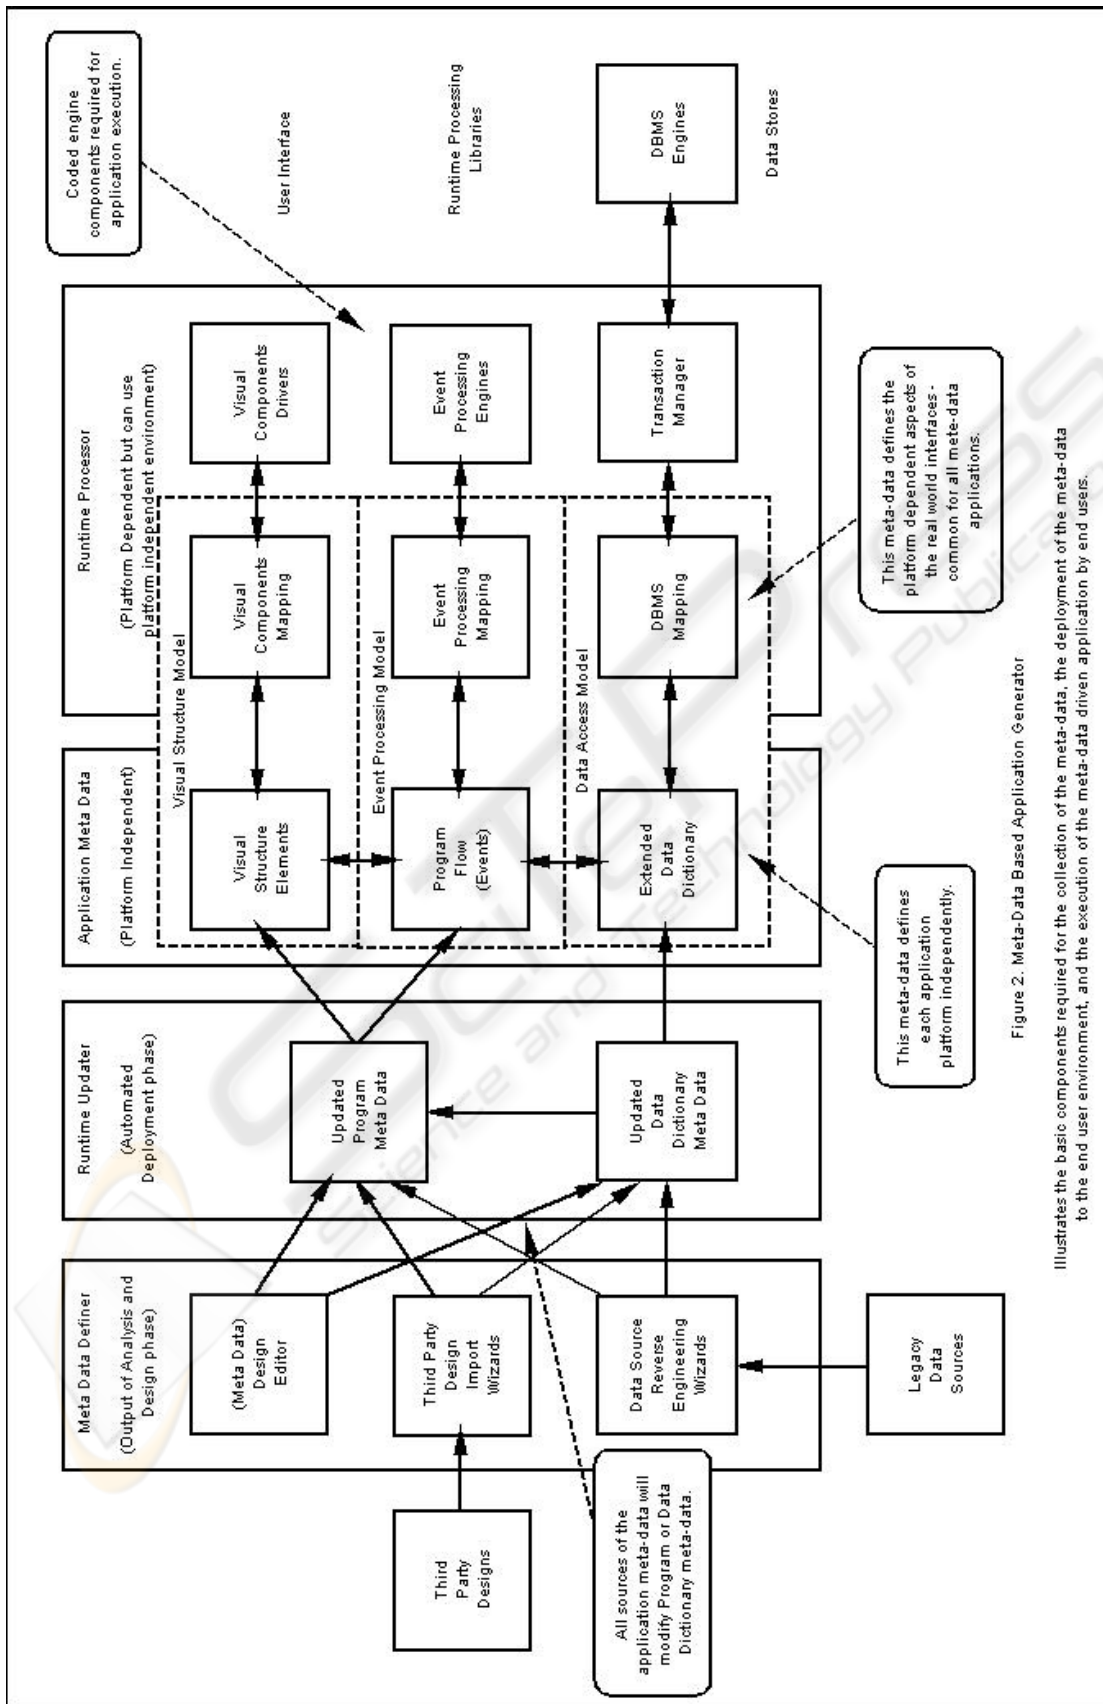 Coded engine
components required for
application execution.
User Interface
Runtime Processing
Libraries
DBMS
Engines
Data Stores
Runtime Processor
(Platform Dependent but can use
platform independent environment)
Visual
Components
Drivers
Event
Processing
Engines
Transaction
Manager
Visual
Components
Mapping
Event
Processing
Mapping
DBMS
Mapping
This meta-data defines the
platform dependent aspects of
the real world interfaces -
common for all mete-data
applications.
Visual Structure Model
Event Processing Model
Data Access Model
Application Meta Data
(Platform Independent)
Visual
Structure
Elements
Program
Flow
(Events)
Extended
Data
Dictionary
This meta-data defines
each application
platform independently.
Runtime Updater
(Automated
Deployment phase)
Updated
Program
Meta Data
Updated
Data
Dictionary
Meta Data
Meta Data Definer
(Output of Analysis and
Design phase)
(Meta Data)
Design
Editor
Third Party
Design
Import
Wizards
Data Source
Reverse
Engineering
Wizards
Legacy
Data
Sources
Third
Party
Designs
All sources of the
application meta-data will
modify Program or Data
Dictionary meta-data.
Figure 2. Meta-Data Based Application Generator
Illustrates the basic components required for the collection of the meta-data, the deployment of the meta-data
to the end user environment, and the execution of the meta-data driven application by end users.
SciTePress
Science and Technology Publications